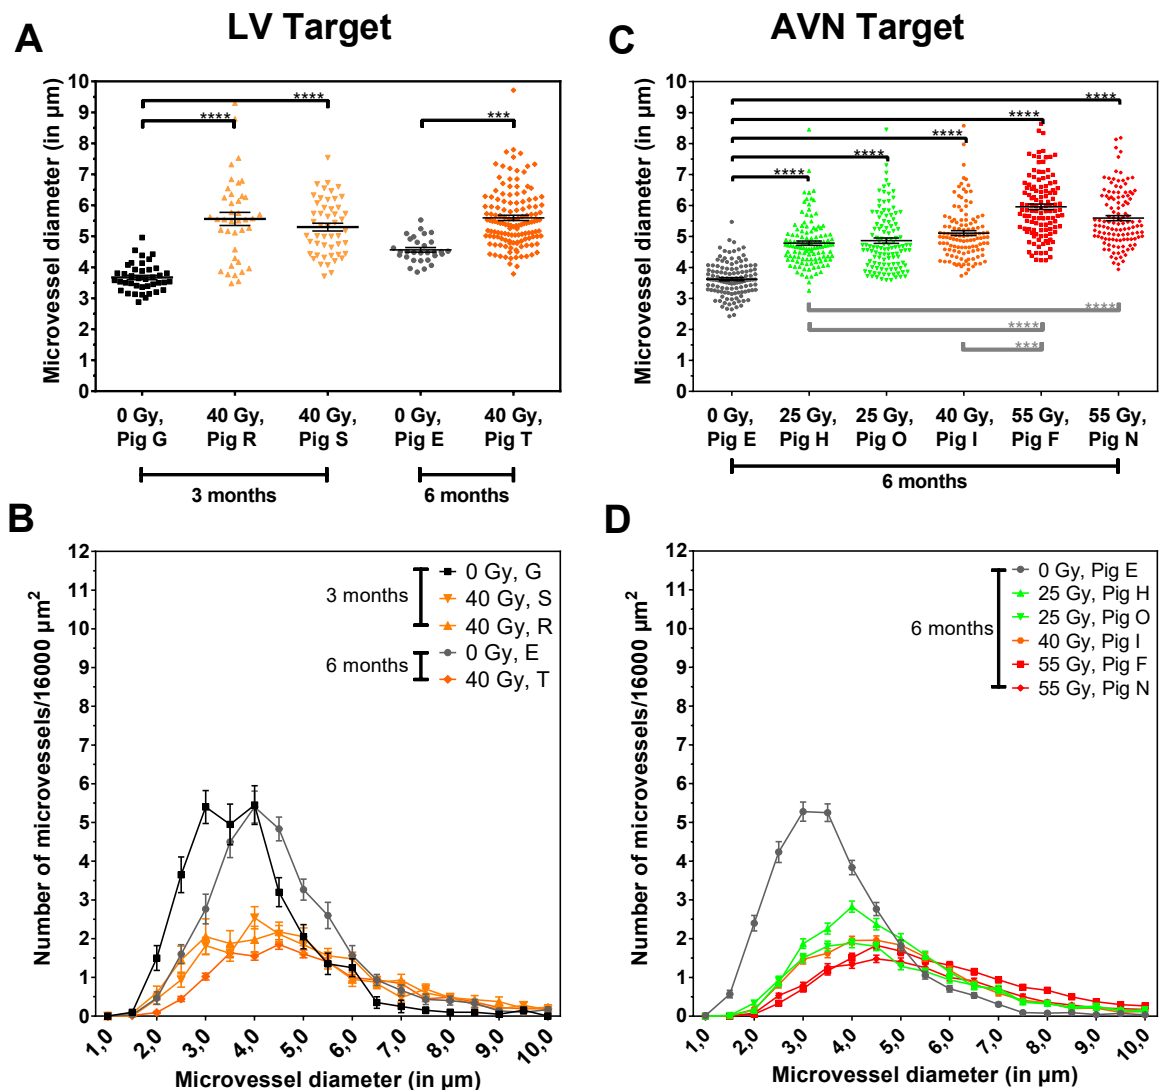 LV Target
AVN Target
A
Microvessel diameter (in µm)
10
9
8
7
6
5
4
3
2
1
0
****
****
***
0 Gy,
Pig G
40 Gy,
Pig R
40 Gy,
Pig S
0 Gy,
Pig E
40 Gy,
Pig T
3 months
6 months
C
Microvessel diameter (in µm)
10
9
8
7
6
5
4
3
2
1
0
****
****
****
****
****
****
****
***
0 Gy,
Pig E
25 Gy,
Pig H
25 Gy,
Pig O
40 Gy,
Pig I
55 Gy,
Pig F
55 Gy,
Pig N
6 months
B
Number of microvessels/16000 µm²
12
11
10
9
8
7
6
5
4
3
2
1
0
3 months
0 Gy, G
40 Gy, S
40 Gy, R
6 months
0 Gy, E
40 Gy, T
1,0
2,0
3,0
4,0
5,0
6,0
7,0
8,0
9,0
10,0
Microvessel diameter (in µm)
D
Number of microvessels/16000 µm²
12
11
10
9
8
7
6
5
4
3
2
1
0
6 months
0 Gy, Pig E
25 Gy, Pig H
25 Gy, Pig O
40 Gy, Pig I
55 Gy, Pig F
55 Gy, Pig N
1,0
2,0
3,0
4,0
5,0
6,0
7,0
8,0
9,0
10,0
Microvessel diameter (in µm)